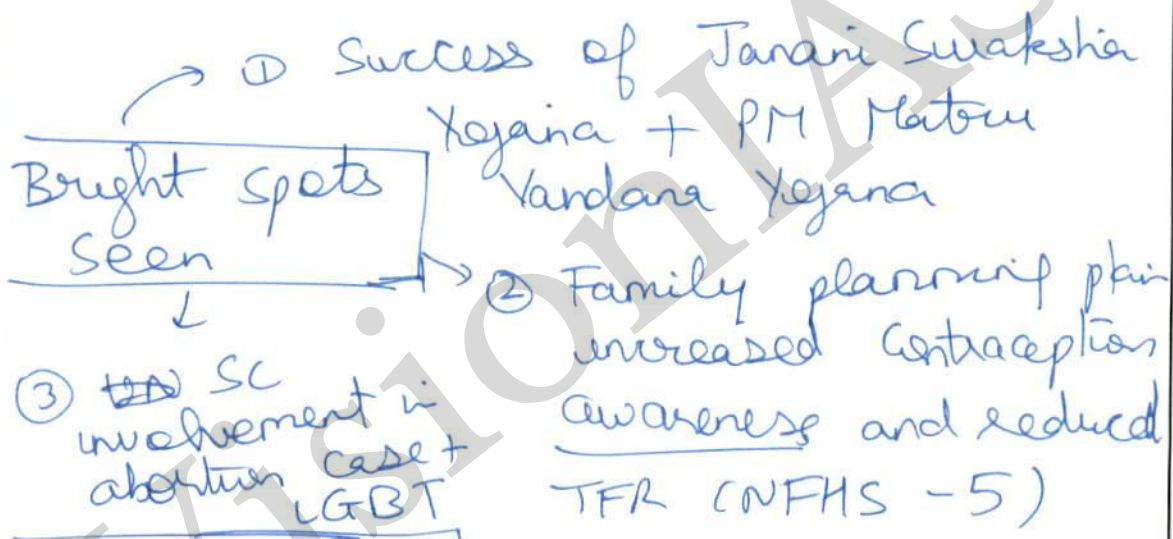 Bright spots
seen
① Success of Janani Suraksha
Yojana + PM Matru
Vandana Yojana
② Family planning plan
increased Contraception
awareness and reduced
TFR (NFHS-5)
③ SC
involvement in
abortion case +
LGBT
VisionIAS